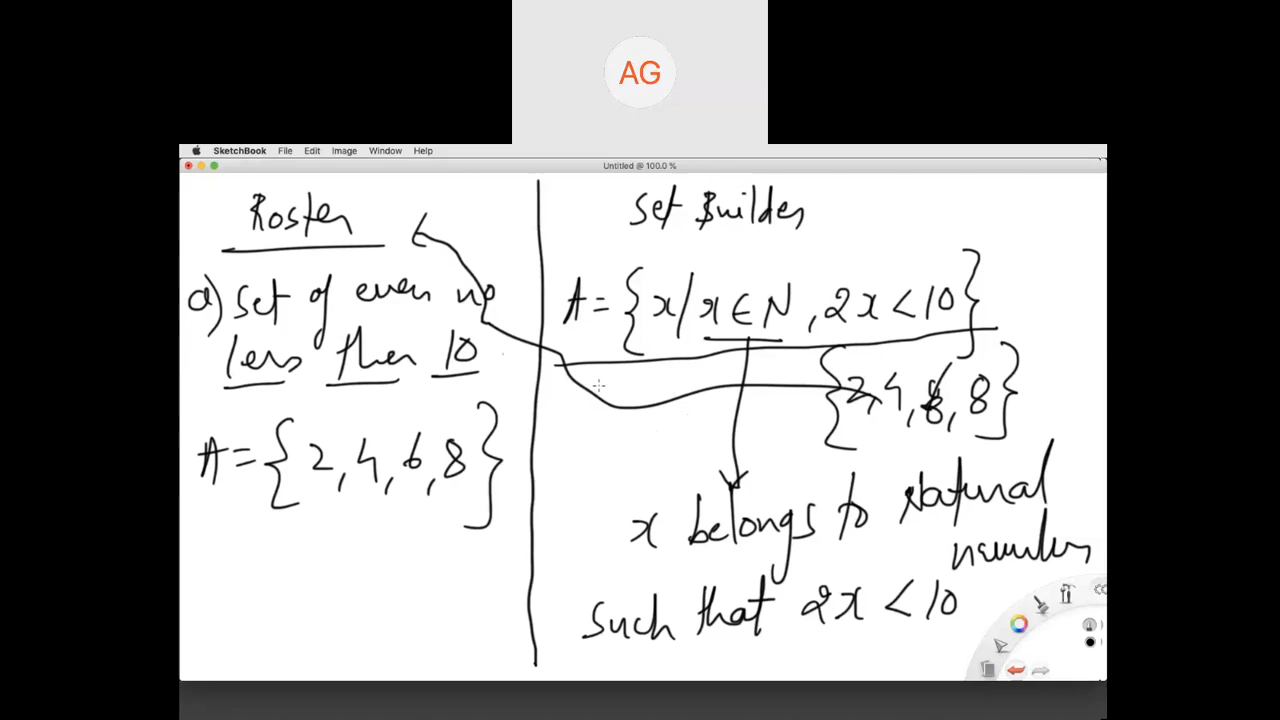 AG
SketchBook File Edit Image Window Help
Untitled @ 100.0 %
Roster
a) set of even no
less then 10
A = {2, 4, 6, 8}
Set Builder
A = {x/x ∈ N, 2x < 10}
{2, 4, 6, 8}
x belongs to Natural
number
such that 2x < 10